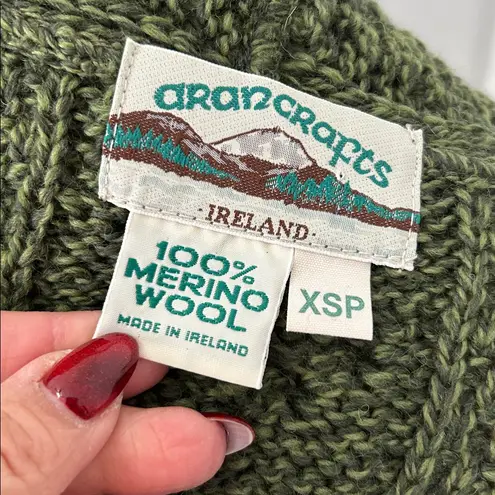 aRancRafts
·IRELAND·
100%
MERINO
WOOL
MADE IN IRELAND
XSP